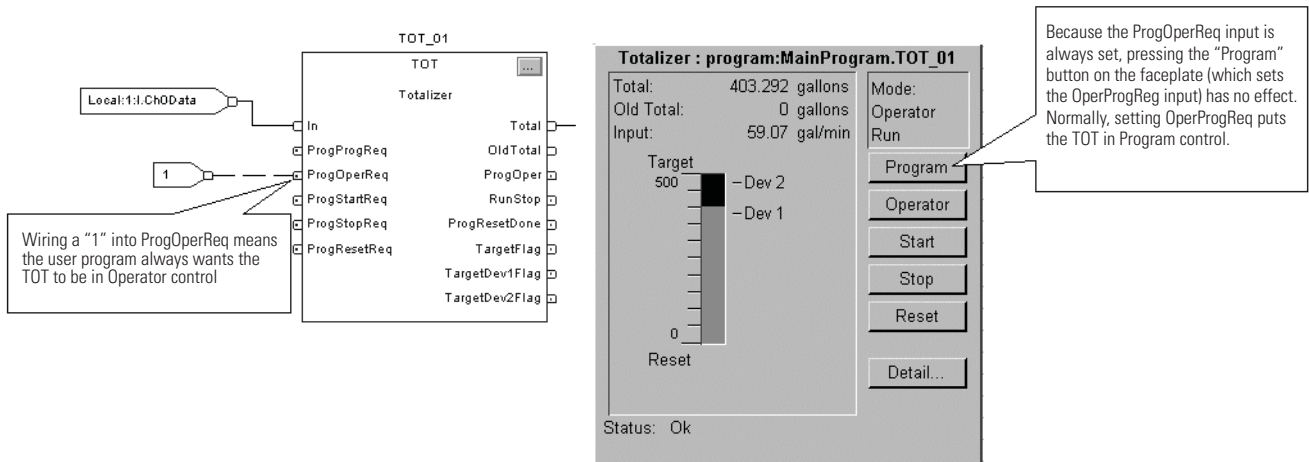 TOT_01
TOT
...
Totalizer
Local:1:I.Ch0Data
In
ProgProgReq
ProgOperReq
ProgStartReq
ProgStopReq
ProgResetReq
Total
OldTotal
ProgOper
RunStop
ProgResetDone
TargetFlag
TargetDev1Flag
TargetDev2Flag
1
Wiring a “1” into ProgOperReq means
the user program always wants the
TOT to be in Operator control
Totalizer : program:MainProgram.TOT_01
Total: 403.292 gallons
Old Total: 0 gallons
Input: 59.07 gal/min
Target
500
Dev 2
Dev 1
0
Reset
Status: Ok
Mode:
Operator
Run
Program
Operator
Start
Stop
Reset
Detail...
Because the ProgOperReq input is
always set, pressing the “Program”
button on the faceplate (which sets
the OperProgReg input) has no effect.
Normally, setting OperProgReq puts
the TOT in Program control.